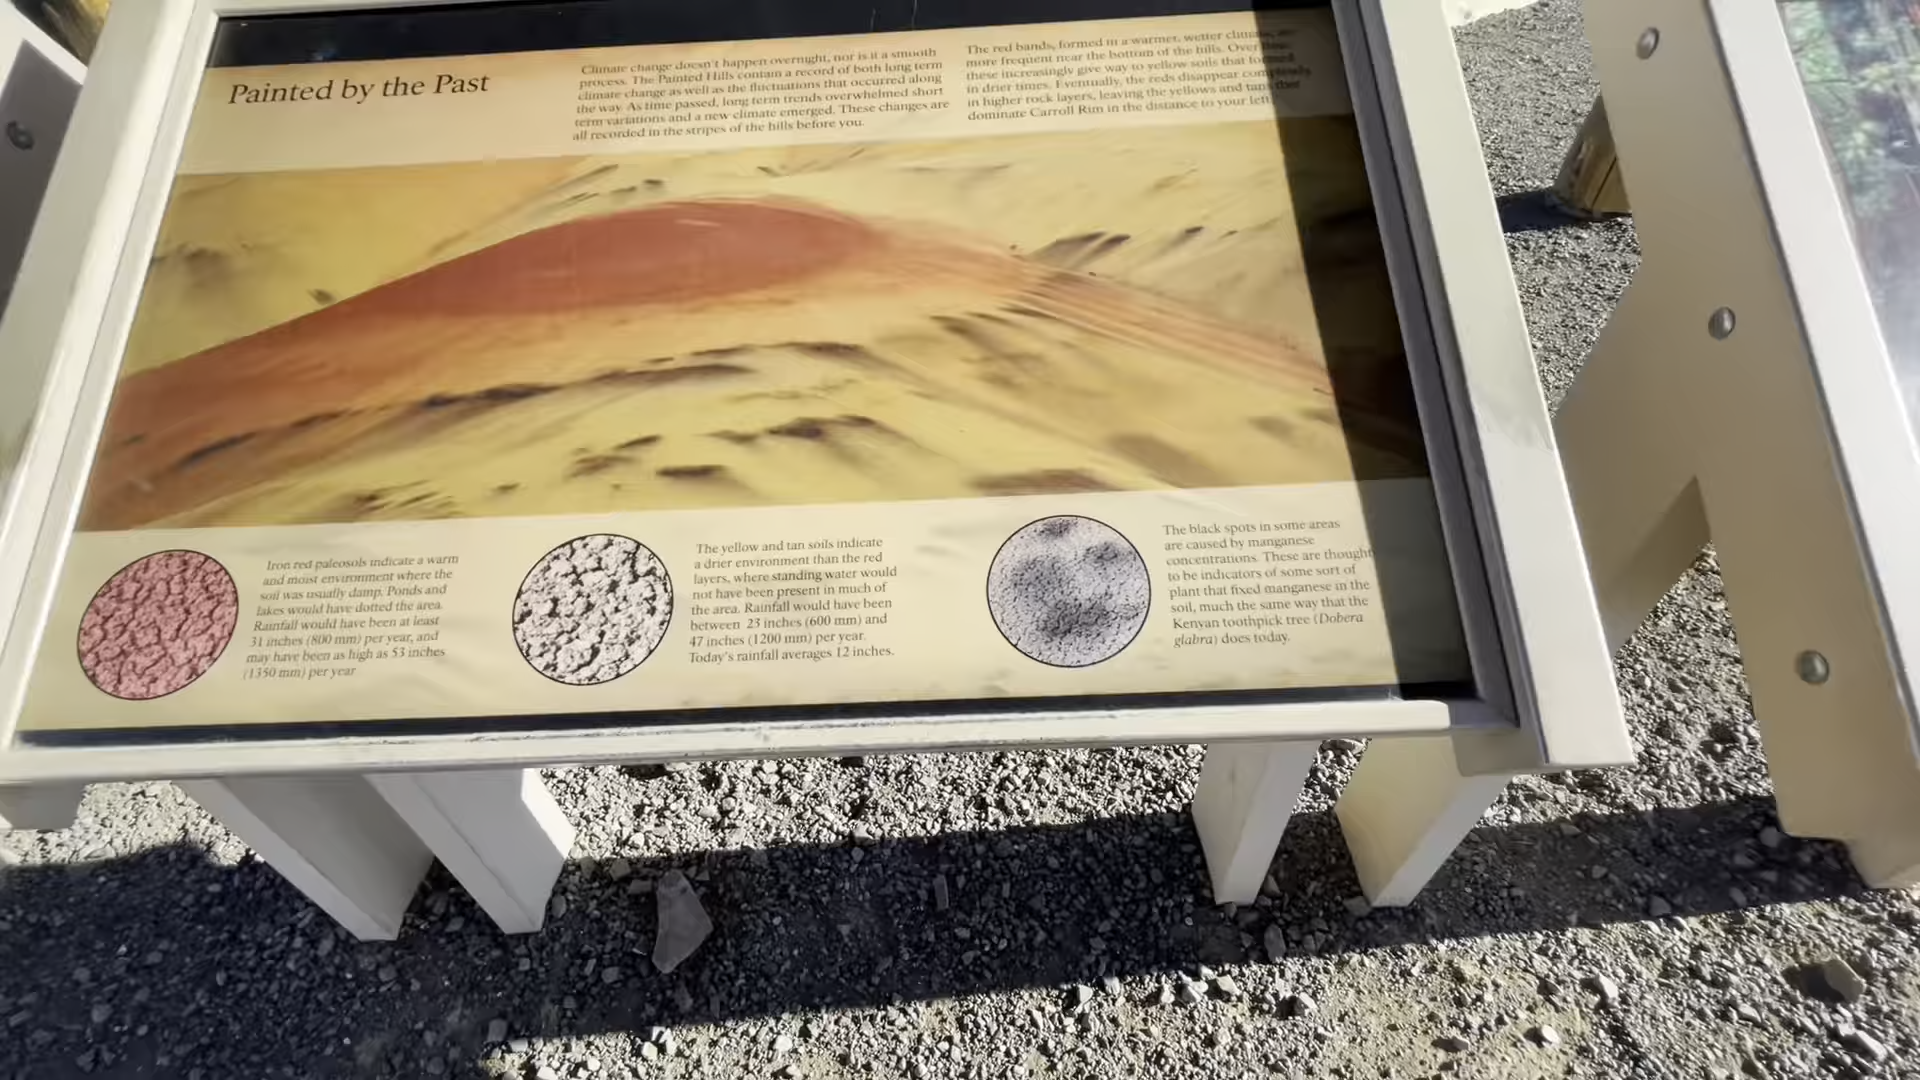 Painted by the Past
Climate change doesn't happen overnight, nor is it a smooth
process. The Painted Hills contain a record of both long term
climate change as well as the fluctuations that occurred along
the way. As time passed, long term trends overwhelmed short
term variations and a new climate emerged. These changes are
all recorded in the stripes of the hills before you.
The red bands, formed in a warmer, wetter climate, are
more frequent near the bottom of the hills. Over time,
these increasingly give way to yellow soils that formed
in drier times. Eventually, the reds disappear completely
in higher rock layers, leaving the yellows and tans that
dominate Carroll Rim in the distance to your left.
Iron red paleosols indicate a warm
and moist environment where the
soil was usually damp. Ponds and
lakes would have dotted the area.
Rainfall would have been at least
31 inches (800 mm) per year, and
may have been as high as 53 inches
(1350 mm) per year
The yellow and tan soils indicate
a drier environment than the red
layers, where standing water would
not have been present in much of
the area. Rainfall would have been
between 23 inches (600 mm) and
47 inches (1200 mm) per year.
Today's rainfall averages 12 inches.
The black spots in some areas
are caused by manganese
concentrations. These are thought
to be indicators of some sort of
plant that fixed manganese in the
soil, much the same way that the
Kenyan toothpick tree (Dobera
glabra) does today.